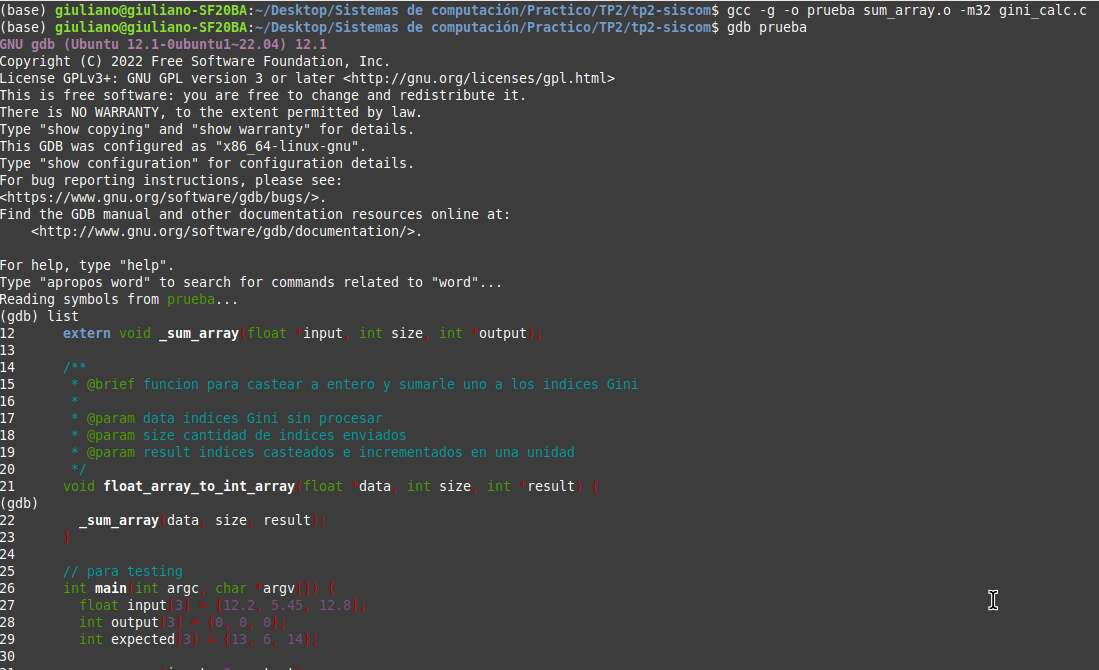 (base) giuliano@giuliano-SF20BA:~/Desktop/Sistemas de computación/Practico/TP2/tp2-siscom$ gcc -g -o prueba sum_array.o -m32 gini_calc.c
(base) giuliano@giuliano-SF20BA:~/Desktop/Sistemas de computación/Practico/TP2/tp2-siscom$ gdb prueba
GNU gdb (Ubuntu 12.1-0ubuntu1~22.04) 12.1
Copyright (C) 2022 Free Software Foundation, Inc.
License GPLv3+: GNU GPL version 3 or later <http://gnu.org/licenses/gpl.html>
This is free software: you are free to change and redistribute it.
There is NO WARRANTY, to the extent permitted by law.
Type "show copying" and "show warranty" for details.
This GDB was configured as "x86_64-linux-gnu".
Type "show configuration" for configuration details.
For bug reporting instructions, please see:
<https://www.gnu.org/software/gdb/bugs/>.
Find the GDB manual and other documentation resources online at:
    <http://www.gnu.org/software/gdb/documentation/>.

For help, type "help".
Type "apropos word" to search for commands related to "word"...
Reading symbols from prueba...
(gdb) list
12      extern void _sum_array(float *input, int size, int *output);
13
14      /**
15       * @brief funcion para castear a entero y sumarle uno a los indices Gini
16       *
17       * @param data indices Gini sin procesar
18       * @param size cantidad de indices enviados
19       * @param result indices casteados e incrementados en una unidad
20       */
21      void float_array_to_int_array(float *data, int size, int *result) {
(gdb)
22        _sum_array(data, size, result);
23      }
24
25      // para testing
26      int main(int argc, char *argv[]) {
27        float input[3] = {12.2, 5.45, 12.8};
28        int output[3] = {0, 0, 0};
29        int expected[3] = {13, 6, 14};
30